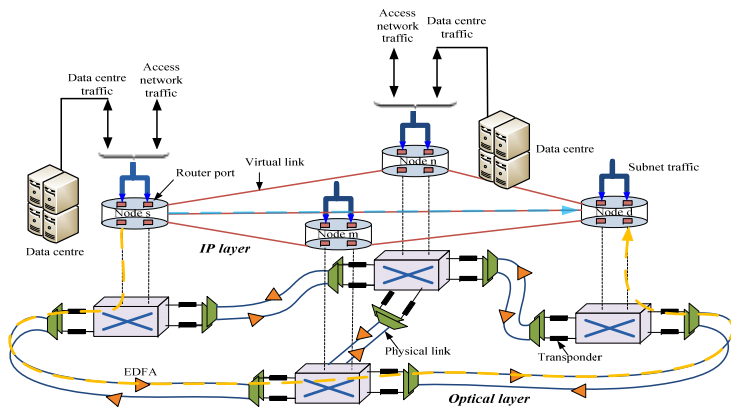 Access
network
traffic
Data centre
traffic
Data centre
traffic
Access
network
traffic
Router port
Virtual link
Node n
Data centre
Subnet traffic
Node s
Node m
Node d
Data centre
IP layer
Physical link
Transponder
EDFA
Optical layer